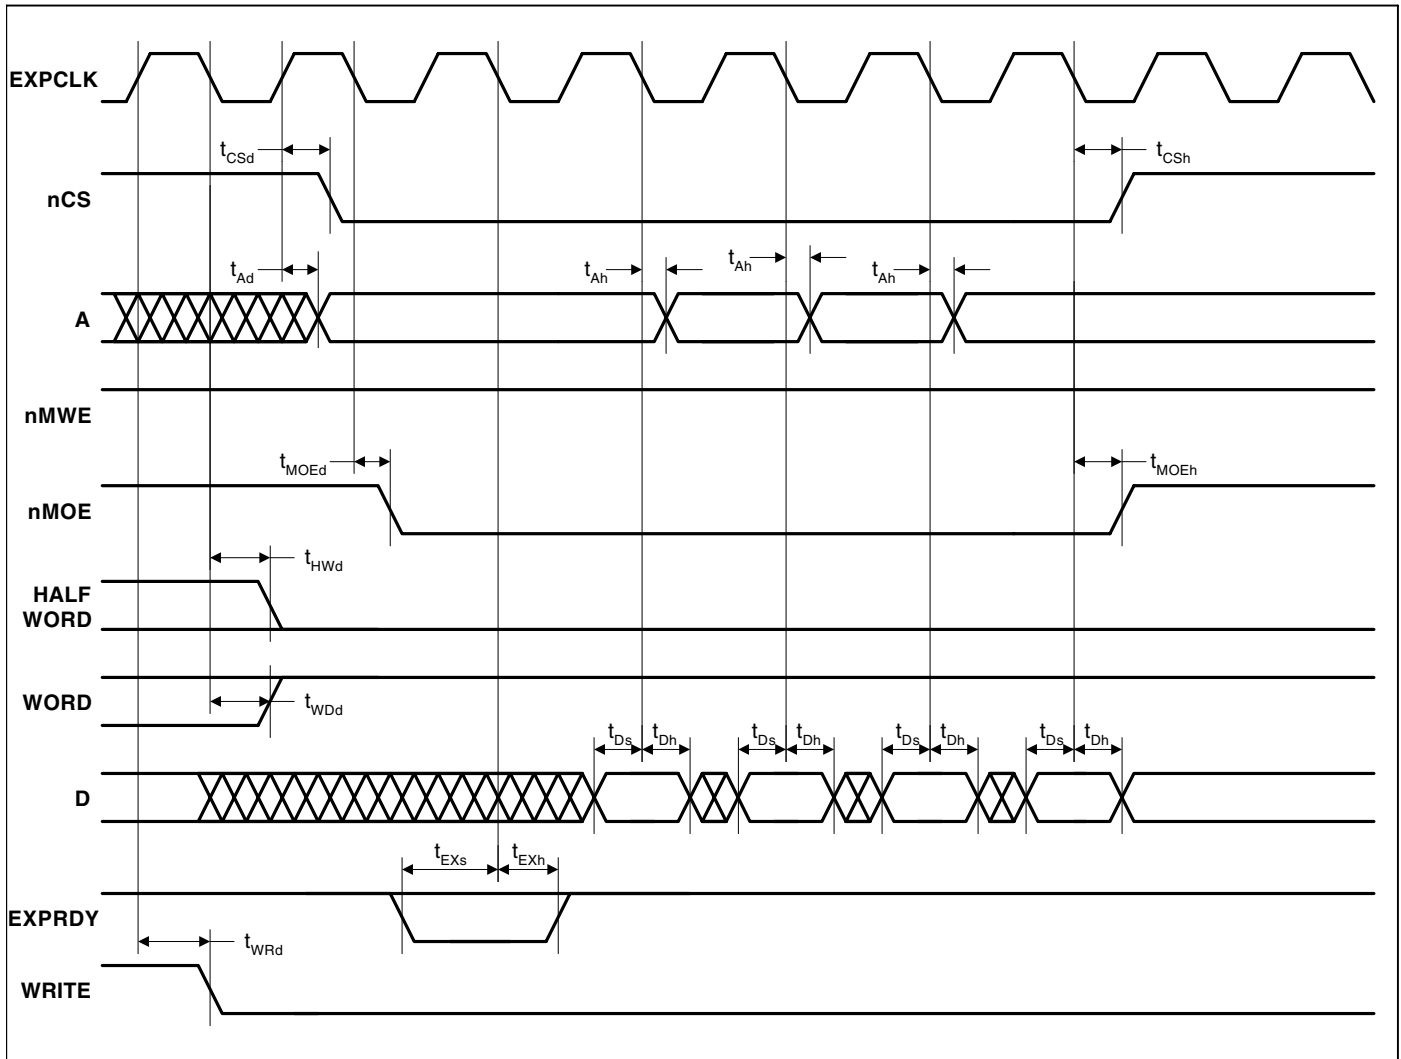 EXPCLK
tCSd
tCSh
nCS
tAd
tAh
tAh
tAh
A
nMWE
tMOEd
tMOEh
nMOE
tHWd
HALF
WORD
WORD
tWDd
tDs tDh tDs tDh tDs tDh tDs tDh
D
tEXs tEXh
EXPRDY
tWRd
WRITE